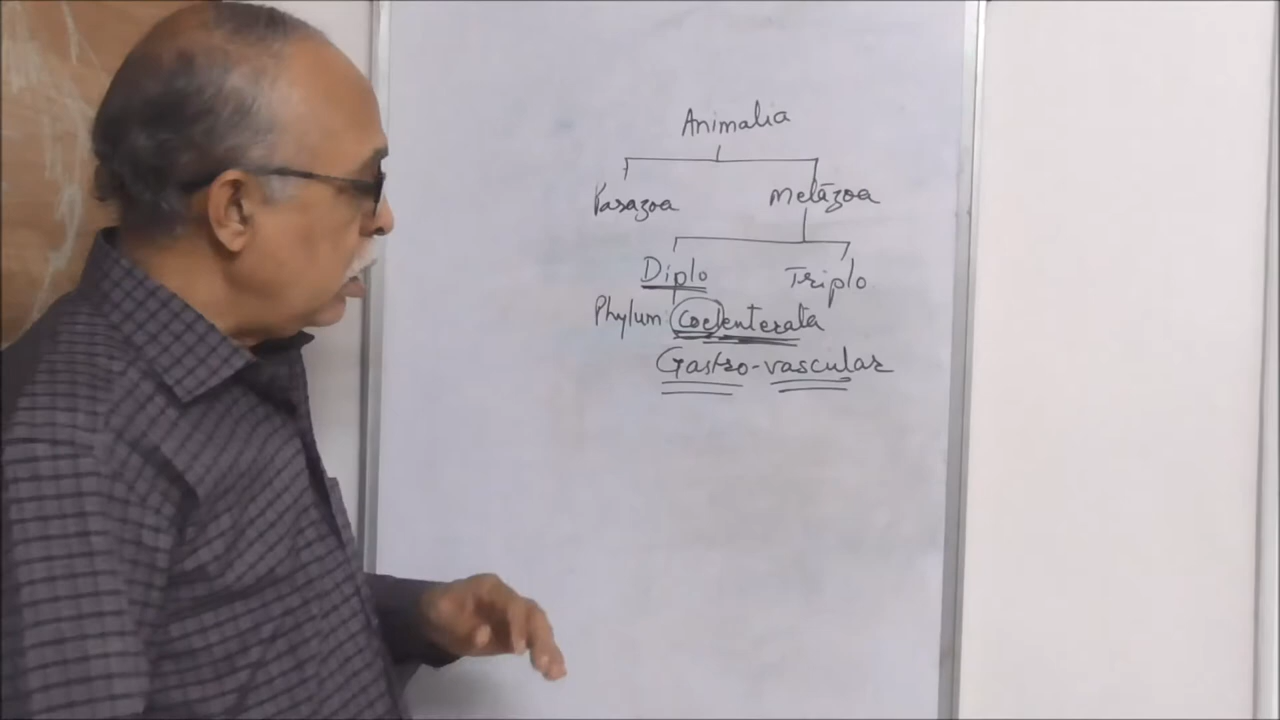 Animalia
Parazoa Metazoa
Diplo Triplo
Phylum Coelenterata
Gastro-vascular